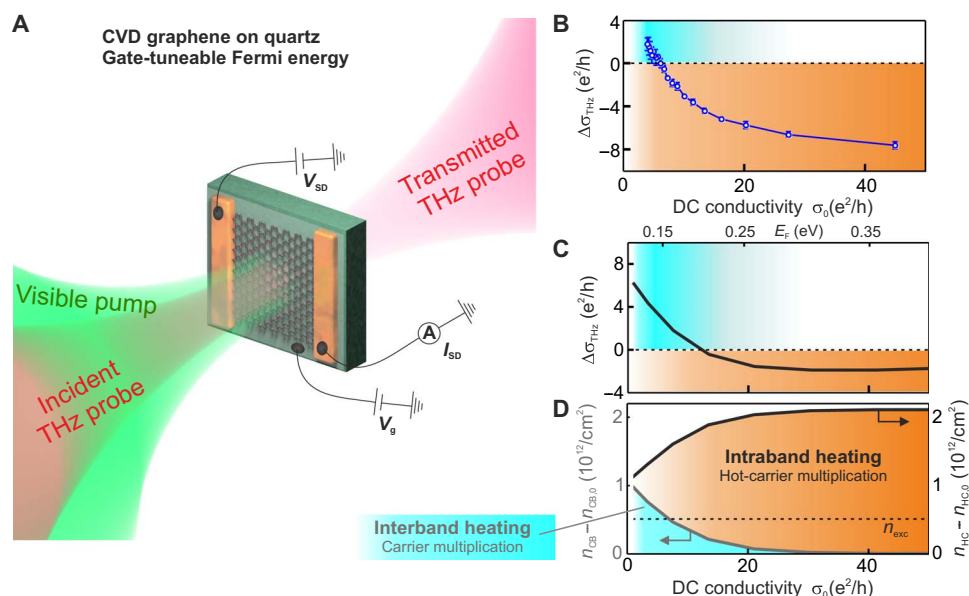 A
CVD graphene on quartz
Gate-tuneable Fermi energy
V_SD
Transmitted
THz probe
Visible pump
Incident
THz probe
A
I_SD
V_g
B
Δσ_THz (e²/h)
4
0
−4
−8
0
20
40
DC conductivity σ₀(e²/h)
0.15
0.25
E_F (eV)
0.35
C
Δσ_THz (e²/h)
8
4
0
−4
D
n_CB − n_CB,0 (10¹²/cm²)
2
1
0
Intraband heating
Hot-carrier multiplication
n_exc
2
1
0
n_HC − n_HC,0 (10¹²/cm²)
Interband heating
Carrier multiplication
0
20
40
DC conductivity σ₀(e²/h)